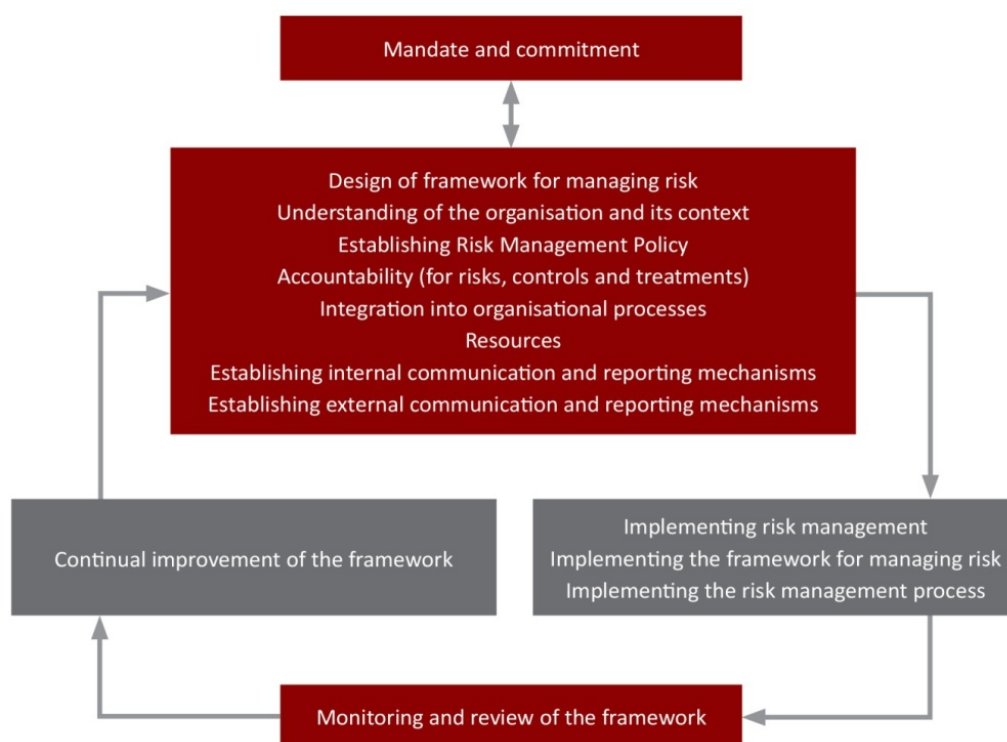 Mandate and commitment
Design of framework for managing risk
Understanding of the organisation and its context
Establishing Risk Management Policy
Accountability (for risks, controls and treatments)
Integration into organisational processes
Resources
Establishing internal communication and reporting mechanisms
Establishing external communication and reporting mechanisms
Continual improvement of the framework
Implementing risk management
Implementing the framework for managing risk
Implementing the risk management process
Monitoring and review of the framework